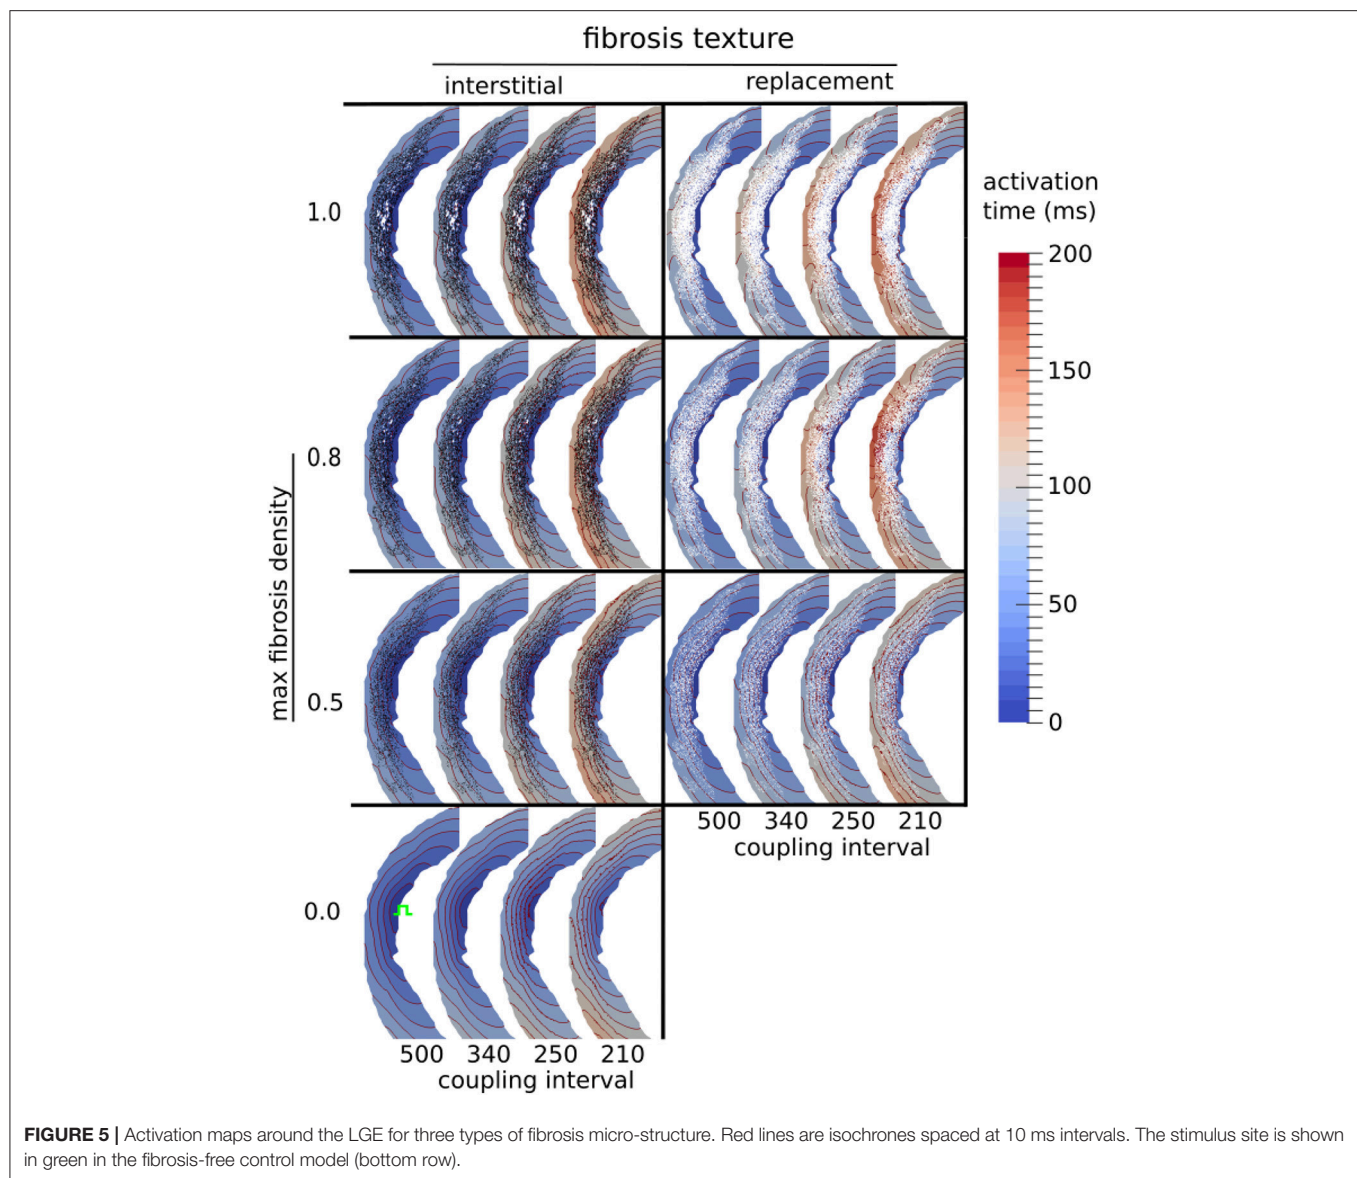 fibrosis texture
interstitial
replacement
1.0
0.8
0.5
0.0
max fibrosis density
500 340 250 210
coupling interval
500 340 250 210
coupling interval
activation
time (ms)
200
150
100
50
0
FIGURE 5 | Activation maps around the LGE for three types of fibrosis micro-structure. Red lines are isochrones spaced at 10 ms intervals. The stimulus site is shown
in green in the fibrosis-free control model (bottom row).